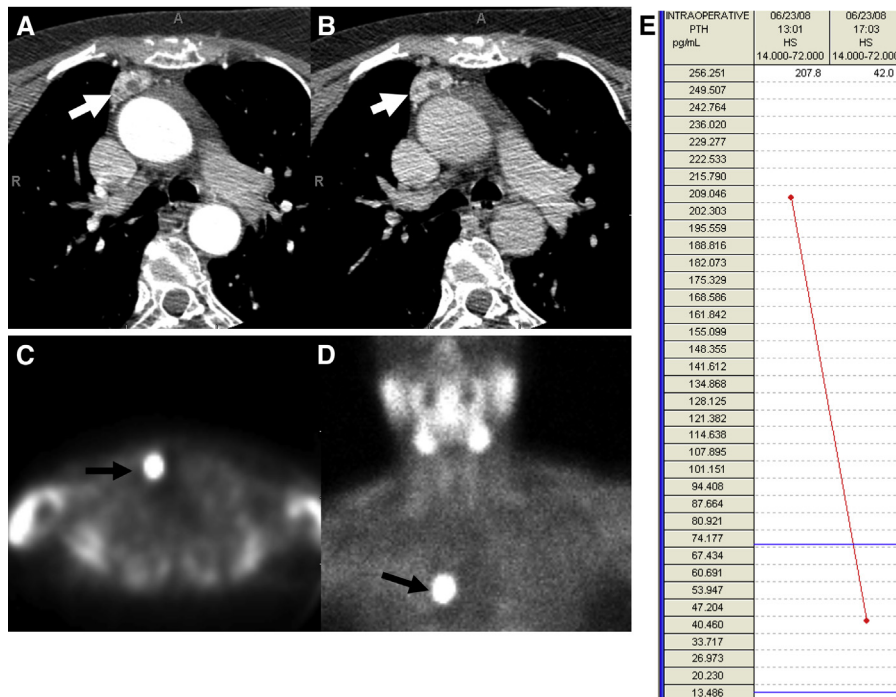 A
A
R
B
A
R
C
D
E
INTRAOPERATIVE 06/23/08 06/23/08
PTH 13:01 17:03
pg/mL HS HS
14.000-72.000 14.000-72.000
256.251 207.8 42.0
249.507
242.764
236.020
229.277
222.533
215.790
209.046
202.303
195.559
188.816
182.073
175.329
168.586
161.842
155.099
148.355
141.612
134.868
128.125
121.382
114.638
107.895
101.151
94.408
87.664
80.921
74.177
67.434
60.691
53.947
47.204
40.460
33.717
26.973
20.230
13.486